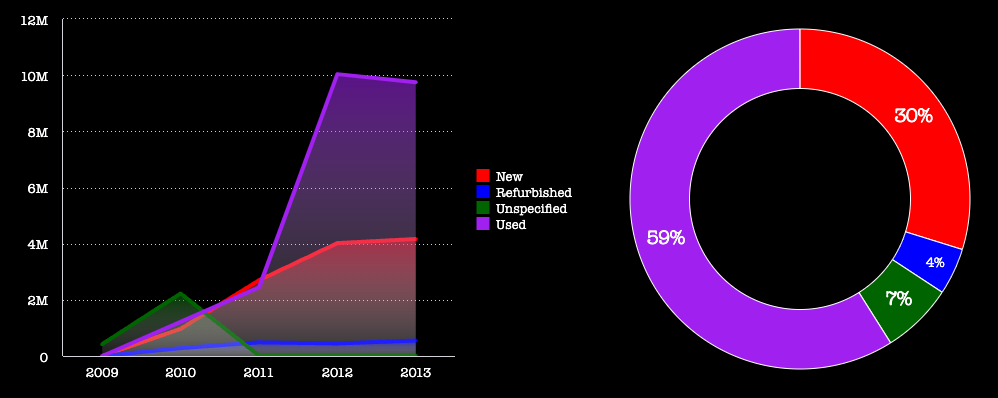 12M
10M
8M
6M
4M
2M
0
2009 2010 2011 2012 2013
New
Refurbished
Unspecified
Used
30%
4%
7%
59%